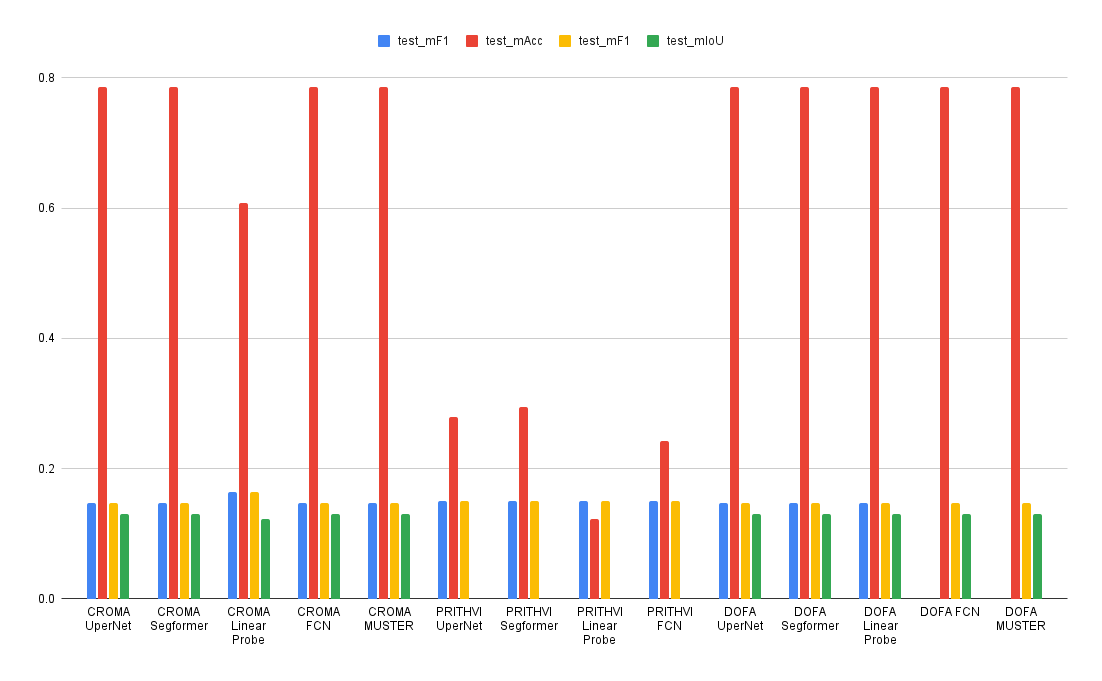 test_mF1 test_mAcc test_mF1 test_mIoU
0.8
0.6
0.4
0.2
0.0
CROMA UperNet
CROMA Segformer
CROMA Linear Probe
CROMA FCN
CROMA MUSTER
PRITHVI UperNet
PRITHVI Segformer
PRITHVI Linear Probe
PRITHVI FCN
DOFA UperNet
DOFA Segformer
DOFA Linear Probe
DOFA FCN
DOFA MUSTER